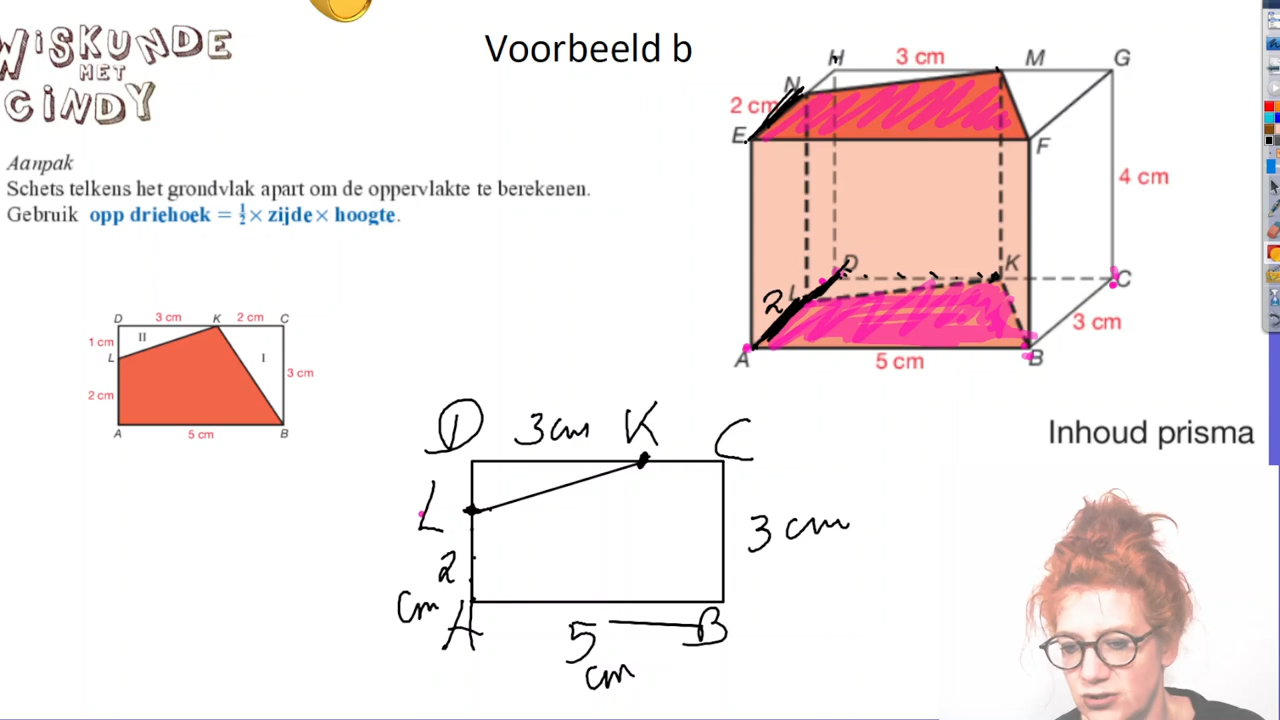 WiSKUNDE
MET
CiNDY
Voorbeeld b
Aanpak
Schets telkens het grondvlak apart om de oppervlakte te berekenen.
Gebruik opp driehoek = ½ × zijde × hoogte.
D 3 cm K 2 cm C
1 cm II
L I
3 cm
2 cm
A 5 cm B
H 3 cm M G
N
2 cm
E F
4 cm
D K
C
2 L
3 cm
A B
5 cm
D 3 cm K C
L
3 cm
2
cm A B
5
cm
Inhoud prisma